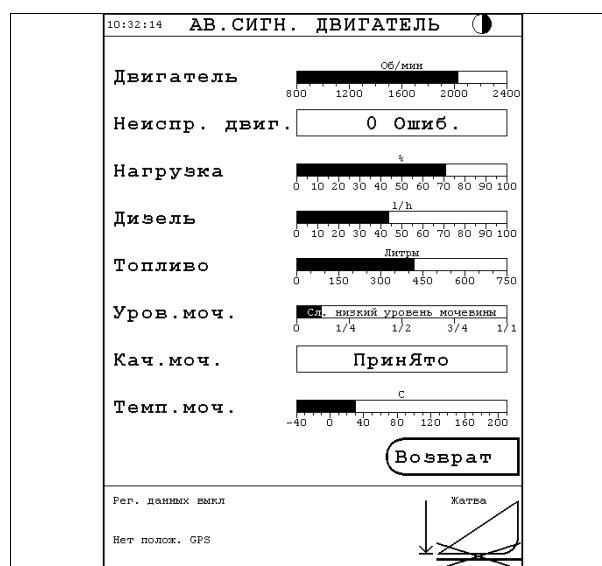 10:32:14 АВ.СИГН. ДВИГАТЕЛЬ
Об/мин
Двигатель
800 1200 1600 2000 2400
Неиспр. двиг. 0 Ошиб.
%
Нагрузка
0 10 20 30 40 50 60 70 80 90 100
l/h
Дизель
0 10 20 30 40 50 60 70 80 90 100
Литры
Топливо
0 150 300 450 600 750
Уров.моч. Сл. низкий уровень мочевины
0 1/4 1/2 3/4 1/1
Кач.моч. ПринЯто
C
Темп.моч.
-40 0 40 80 120 160 200
Возврат
Рег. данных выкл Жатва
Нет полож. GPS